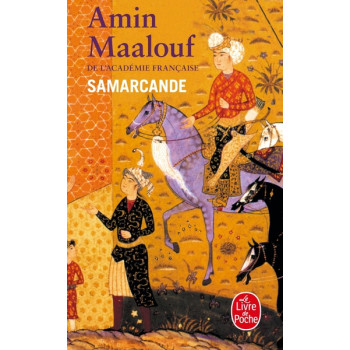 Amin
Maalouf
DE L'ACADÉMIE FRANÇAISE
SAMARCANDE
Le
Livre
de
Poche